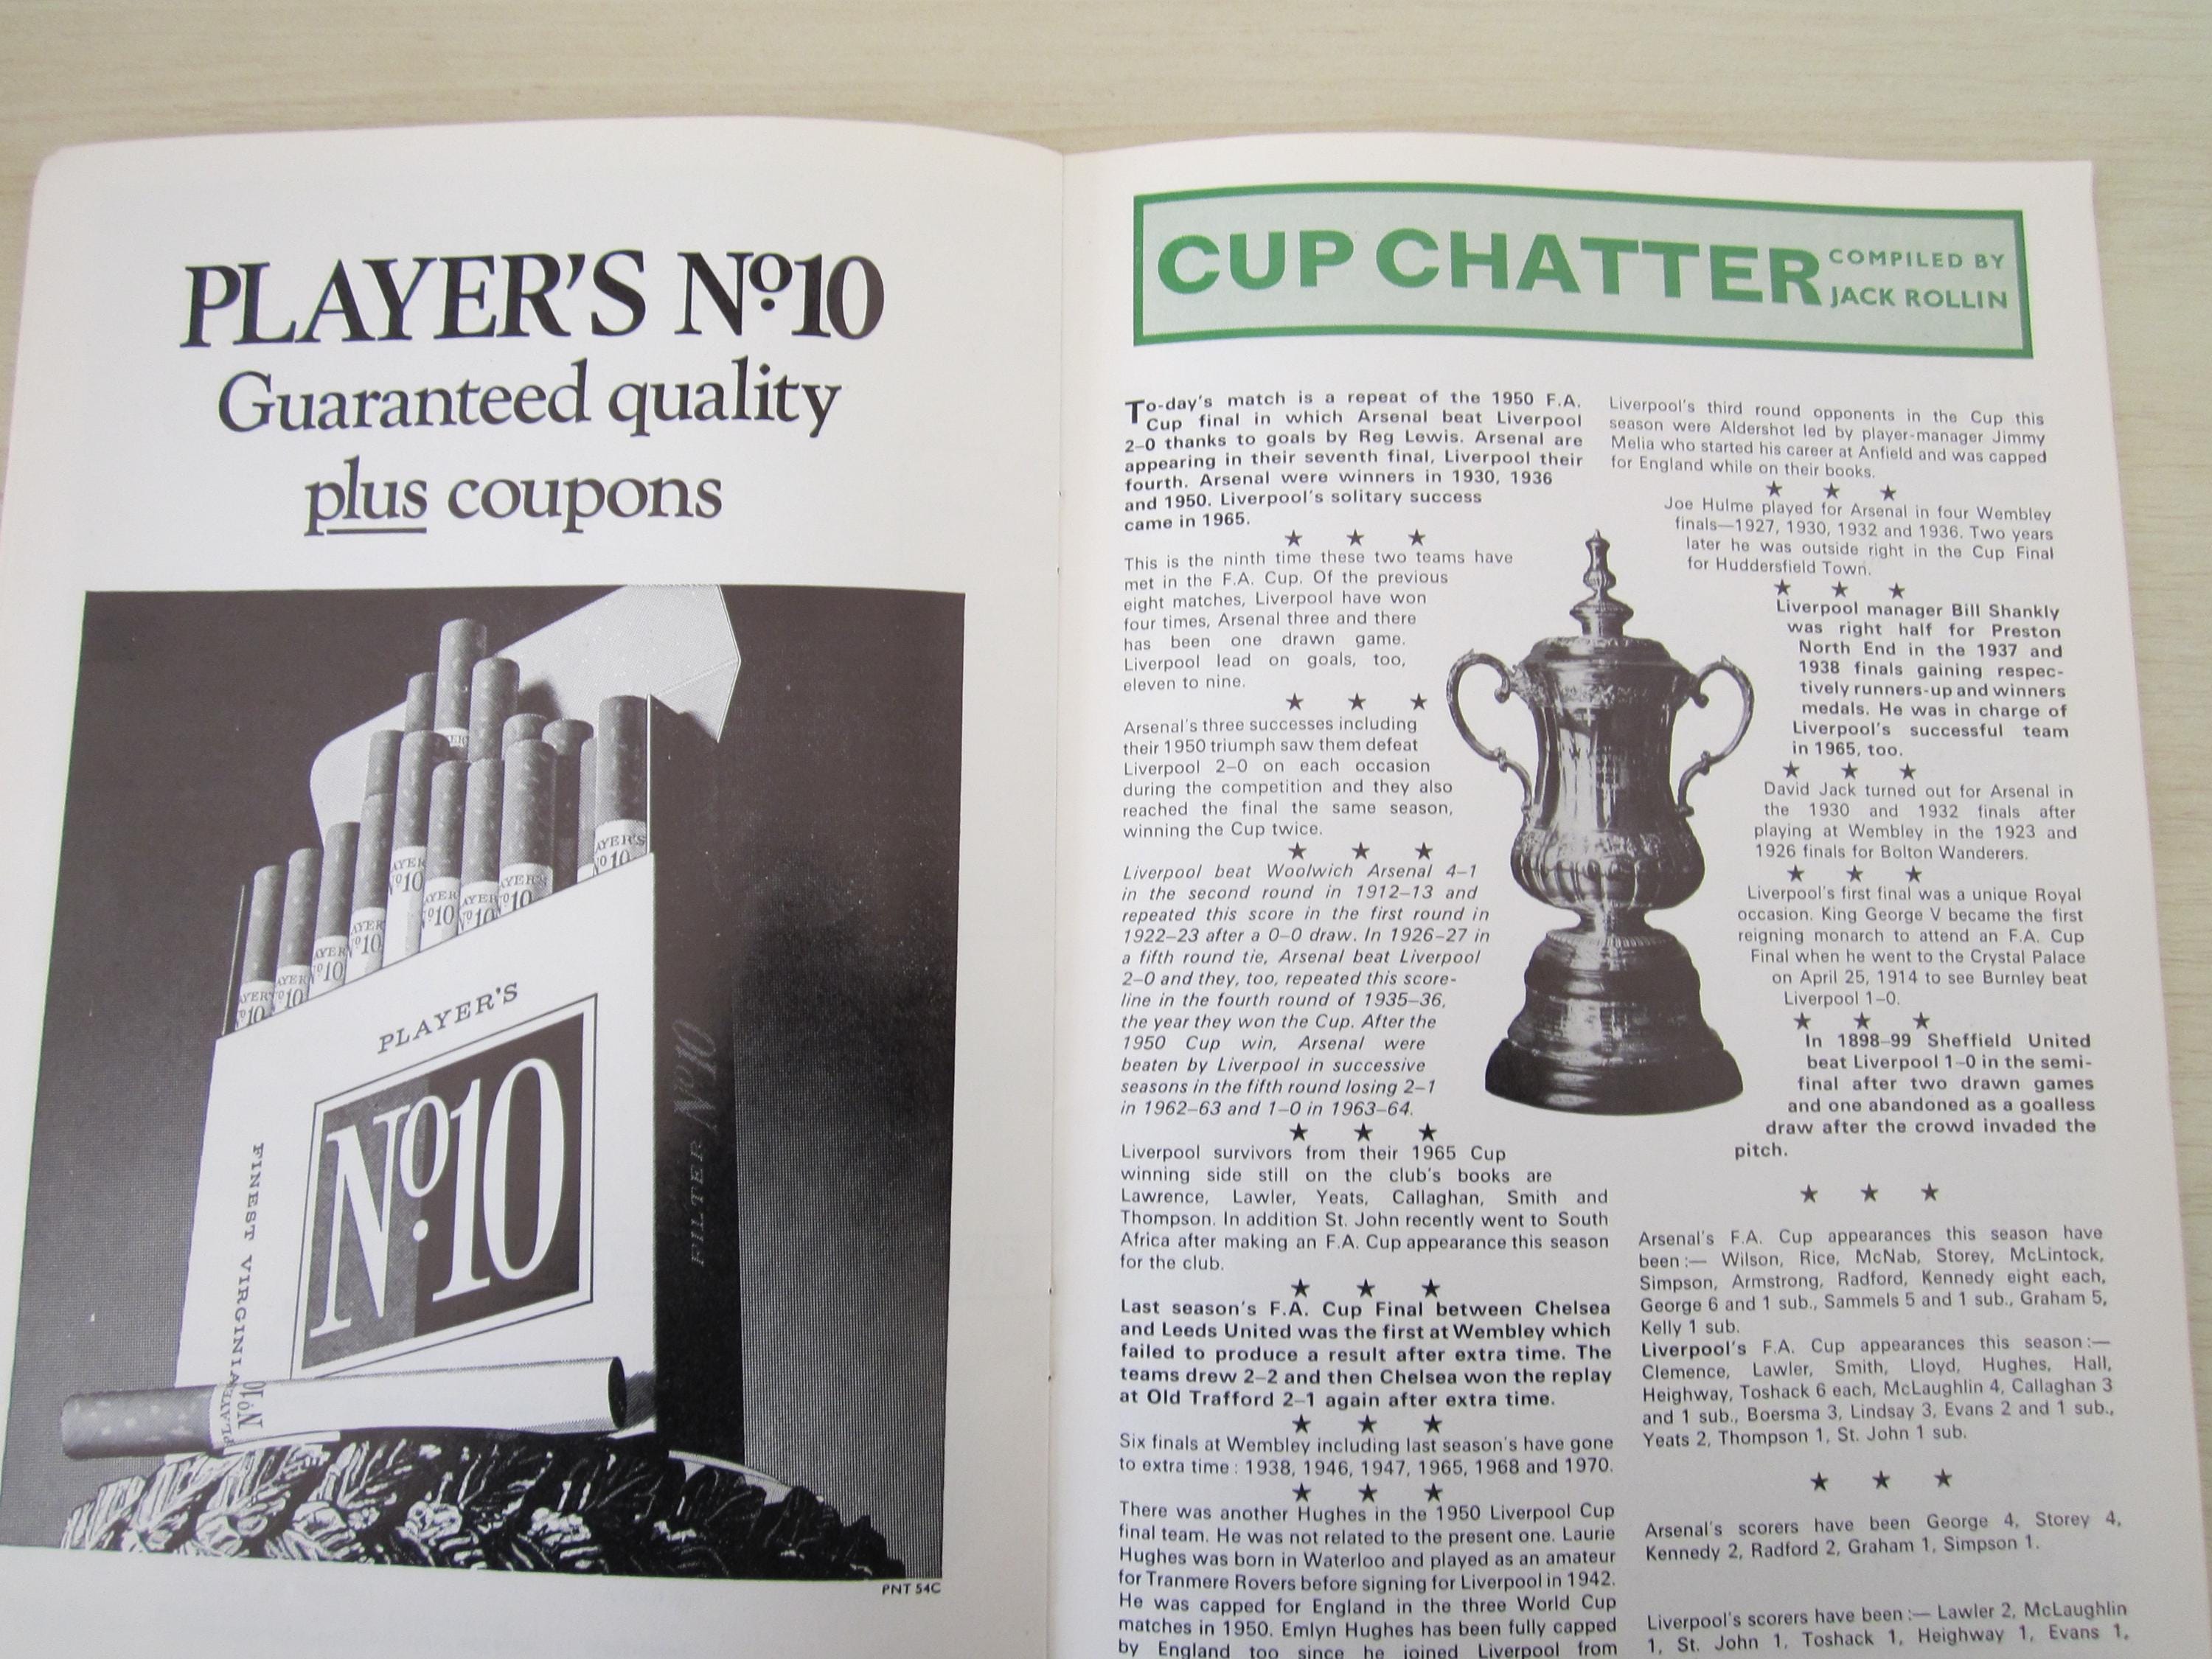 PLAYER'S Nº10
Guaranteed quality
plus coupons
PLAYER'S
Nº10
FINEST VIRGINIA
FILTER Nº10
PLAYER'S
Nº10
PNT 54C
CUP CHATTER
COMPILED BY
JACK ROLLIN
To-day's match is a repeat of the 1950 F.A.
Cup final in which Arsenal beat Liverpool
2–0 thanks to goals by Reg Lewis. Arsenal are
appearing in their seventh final, Liverpool their
fourth. Arsenal were winners in 1930, 1936
and 1950. Liverpool's solitary success
came in 1965.
★ ★ ★
This is the ninth time these two teams have
met in the F.A. Cup. Of the previous
eight matches, Liverpool have won
four times, Arsenal three and there
has been one drawn game.
Liverpool lead on goals, too,
eleven to nine.
★ ★ ★
Arsenal's three successes including
their 1950 triumph saw them defeat
Liverpool 2–0 on each occasion
during the competition and they also
reached the final the same season,
winning the Cup twice.
★ ★ ★
Liverpool beat Woolwich Arsenal 4–1
in the second round in 1912–13 and
repeated this score in the first round in
1922–23 after a 0–0 draw. In 1926–27 in
a fifth round tie, Arsenal beat Liverpool
2–0 and they, too, repeated this score-
line in the fourth round of 1935–36,
the year they won the Cup. After the
1950 Cup win, Arsenal were
beaten by Liverpool in successive
seasons in the fifth round losing 2–1
in 1962–63 and 1–0 in 1963–64.
★ ★ ★
Liverpool survivors from their 1965 Cup
winning side still on the club's books are
Lawrence, Lawler, Yeats, Callaghan, Smith and
Thompson. In addition St. John recently went to South
Africa after making an F.A. Cup appearance this season
for the club.
★ ★ ★
Last season's F.A. Cup Final between Chelsea
and Leeds United was the first at Wembley which
failed to produce a result after extra time. The
teams drew 2–2 and then Chelsea won the replay
at Old Trafford 2–1 again after extra time.
★ ★ ★
Six finals at Wembley including last season's have gone
to extra time : 1938, 1946, 1947, 1965, 1968 and 1970.
★ ★ ★
There was another Hughes in the 1950 Liverpool Cup
final team. He was not related to the present one. Laurie
Hughes was born in Waterloo and played as an amateur
for Tranmere Rovers before signing for Liverpool in 1942.
He was capped for England in the three World Cup
matches in 1950. Emlyn Hughes has been fully capped
by England too since he joined Liverpool from
Liverpool's third round opponents in the Cup this
season were Aldershot led by player-manager Jimmy
Melia who started his career at Anfield and was capped
for England while on their books.
★ ★ ★
Joe Hulme played for Arsenal in four Wembley
finals—1927, 1930, 1932 and 1936. Two years
later he was outside right in the Cup Final
for Huddersfield Town.
★ ★ ★
Liverpool manager Bill Shankly
was right half for Preston
North End in the 1937 and
1938 finals gaining respec-
tively runners-up and winners
medals. He was in charge of
Liverpool's successful team
in 1965, too.
★ ★ ★
David Jack turned out for Arsenal in
the 1930 and 1932 finals after
playing at Wembley in the 1923 and
1926 finals for Bolton Wanderers.
★ ★ ★
Liverpool's first final was a unique Royal
occasion. King George V became the first
reigning monarch to attend an F.A. Cup
Final when he went to the Crystal Palace
on April 25, 1914 to see Burnley beat
Liverpool 1–0.
★ ★ ★
In 1898–99 Sheffield United
beat Liverpool 1–0 in the semi-
final after two drawn games
and one abandoned as a goalless
draw after the crowd invaded the
pitch.
★ ★ ★
Arsenal's F.A. Cup appearances this season have
been :— Wilson, Rice, McNab, Storey, McLintock,
Simpson, Armstrong, Radford, Kennedy eight each,
George 6 and 1 sub., Sammels 5 and 1 sub., Graham 5,
Kelly 1 sub.
Liverpool's F.A. Cup appearances this season :—
Clemence, Lawler, Smith, Lloyd, Hughes, Hall,
Heighway, Toshack 6 each, McLaughlin 4, Callaghan 3
and 1 sub., Boersma 3, Lindsay 3, Evans 2 and 1 sub.,
Yeats 2, Thompson 1, St. John 1 sub.
★ ★ ★
Arsenal's scorers have been George 4, Storey 4,
Kennedy 2, Radford 2, Graham 1, Simpson 1.
Liverpool's scorers have been :— Lawler 2, McLaughlin
1, St. John 1, Toshack 1, Heighway 1, Evans 1,